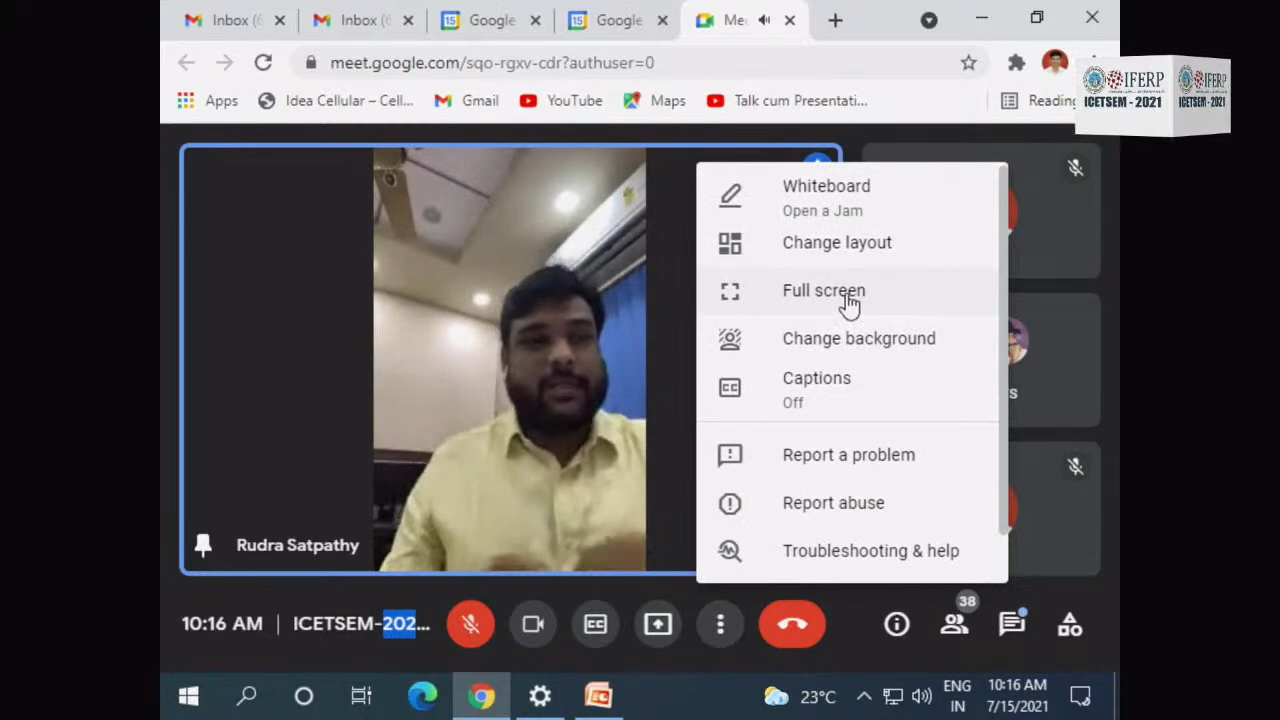 Inbox (6
Inbox (
Google
Google
Me
meet.google.com/sqo-rgxv-cdr?authuser=0
Apps
Idea Cellular – Cell...
Gmail
YouTube
Maps
Talk cum Presentati...
Reading
IFERP
ICETSEM - 2021
IFERP
ICETSEM - 2021
Whiteboard
Open a Jam
Change layout
Full screen
Change background
Captions
Off
Report a problem
Report abuse
Troubleshooting & help
s
Rudra Satpathy
10:16 AM | ICETSEM-202...
38
23°C
ENG
IN
10:16 AM
7/15/2021